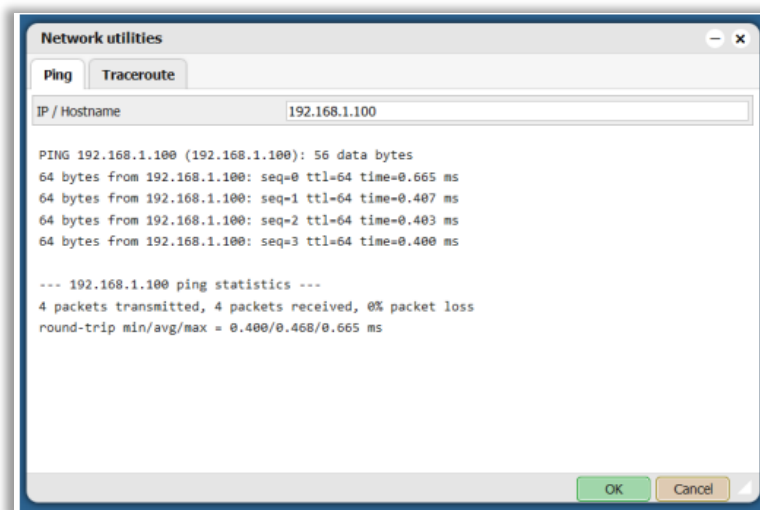 Network utilities
Ping Traceroute
IP / Hostname 192.168.1.100
PING 192.168.1.100 (192.168.1.100): 56 data bytes
64 bytes from 192.168.1.100: seq=0 ttl=64 time=0.665 ms
64 bytes from 192.168.1.100: seq=1 ttl=64 time=0.407 ms
64 bytes from 192.168.1.100: seq=2 ttl=64 time=0.403 ms
64 bytes from 192.168.1.100: seq=3 ttl=64 time=0.400 ms
--- 192.168.1.100 ping statistics ---
4 packets transmitted, 4 packets received, 0% packet loss
round-trip min/avg/max = 0.400/0.468/0.665 ms
OK Cancel